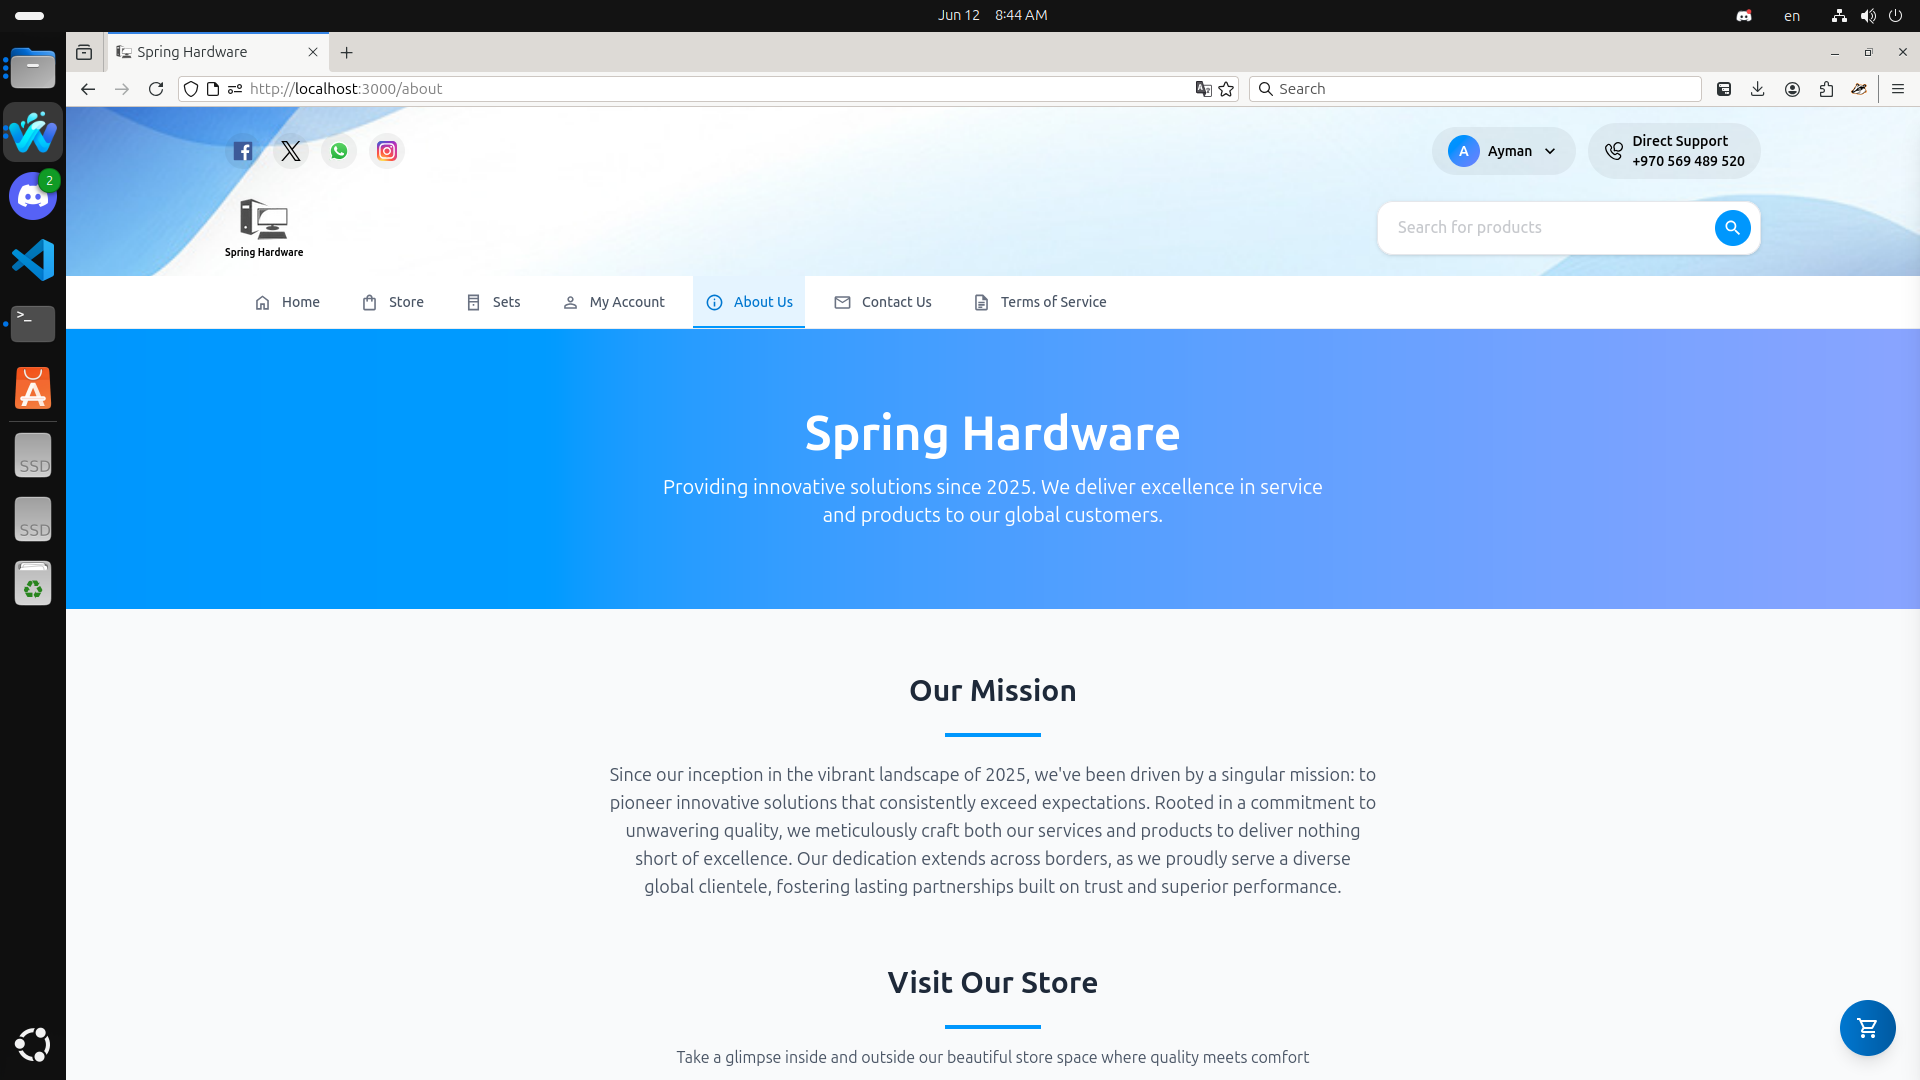 Jun 12 8:44 AM
en
Spring Hardware
http://localhost:3000/about
Search
2
A Ayman
Direct Support
+970 569 489 520
Spring Hardware
Search for products
Home
Store
Sets
My Account
About Us
Contact Us
Terms of Service
>_
SSD
SSD
Spring Hardware
Providing innovative solutions since 2025. We deliver excellence in service
and products to our global customers.
Our Mission
Since our inception in the vibrant landscape of 2025, we've been driven by a singular mission: to
pioneer innovative solutions that consistently exceed expectations. Rooted in a commitment to
unwavering quality, we meticulously craft both our services and products to deliver nothing
short of excellence. Our dedication extends across borders, as we proudly serve a diverse
global clientele, fostering lasting partnerships built on trust and superior performance.
Visit Our Store
Take a glimpse inside and outside our beautiful store space where quality meets comfort